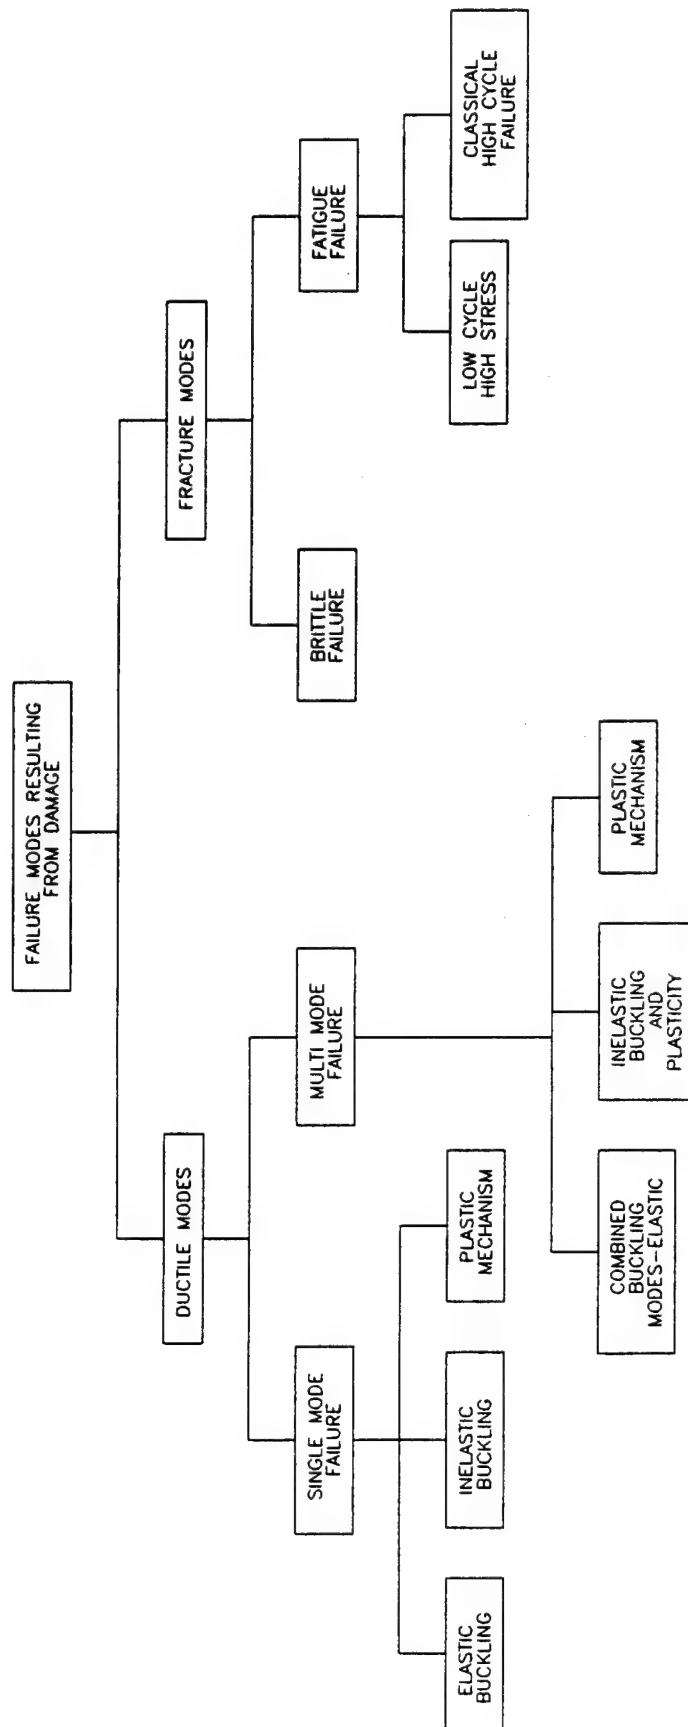 FAILURE MODES RESULTING
FROM DAMAGE
DUCTILE MODES
FRACTURE MODES
SINGLE MODE
FAILURE
MULTI MODE
FAILURE
BRITTLE
FAILURE
FATIGUE
FAILURE
ELASTIC
BUCKLING
INELASTIC
BUCKLING
PLASTIC
MECHANISM
LOW CYCLE
HIGH STRESS
CLASSICAL
HIGH CYCLE
FAILURE
COMBINED
BUCKLING
MODES-ELASTIC
INELASTIC
BUCKLING
AND
PLASTICITY
PLASTIC
MECHANISM